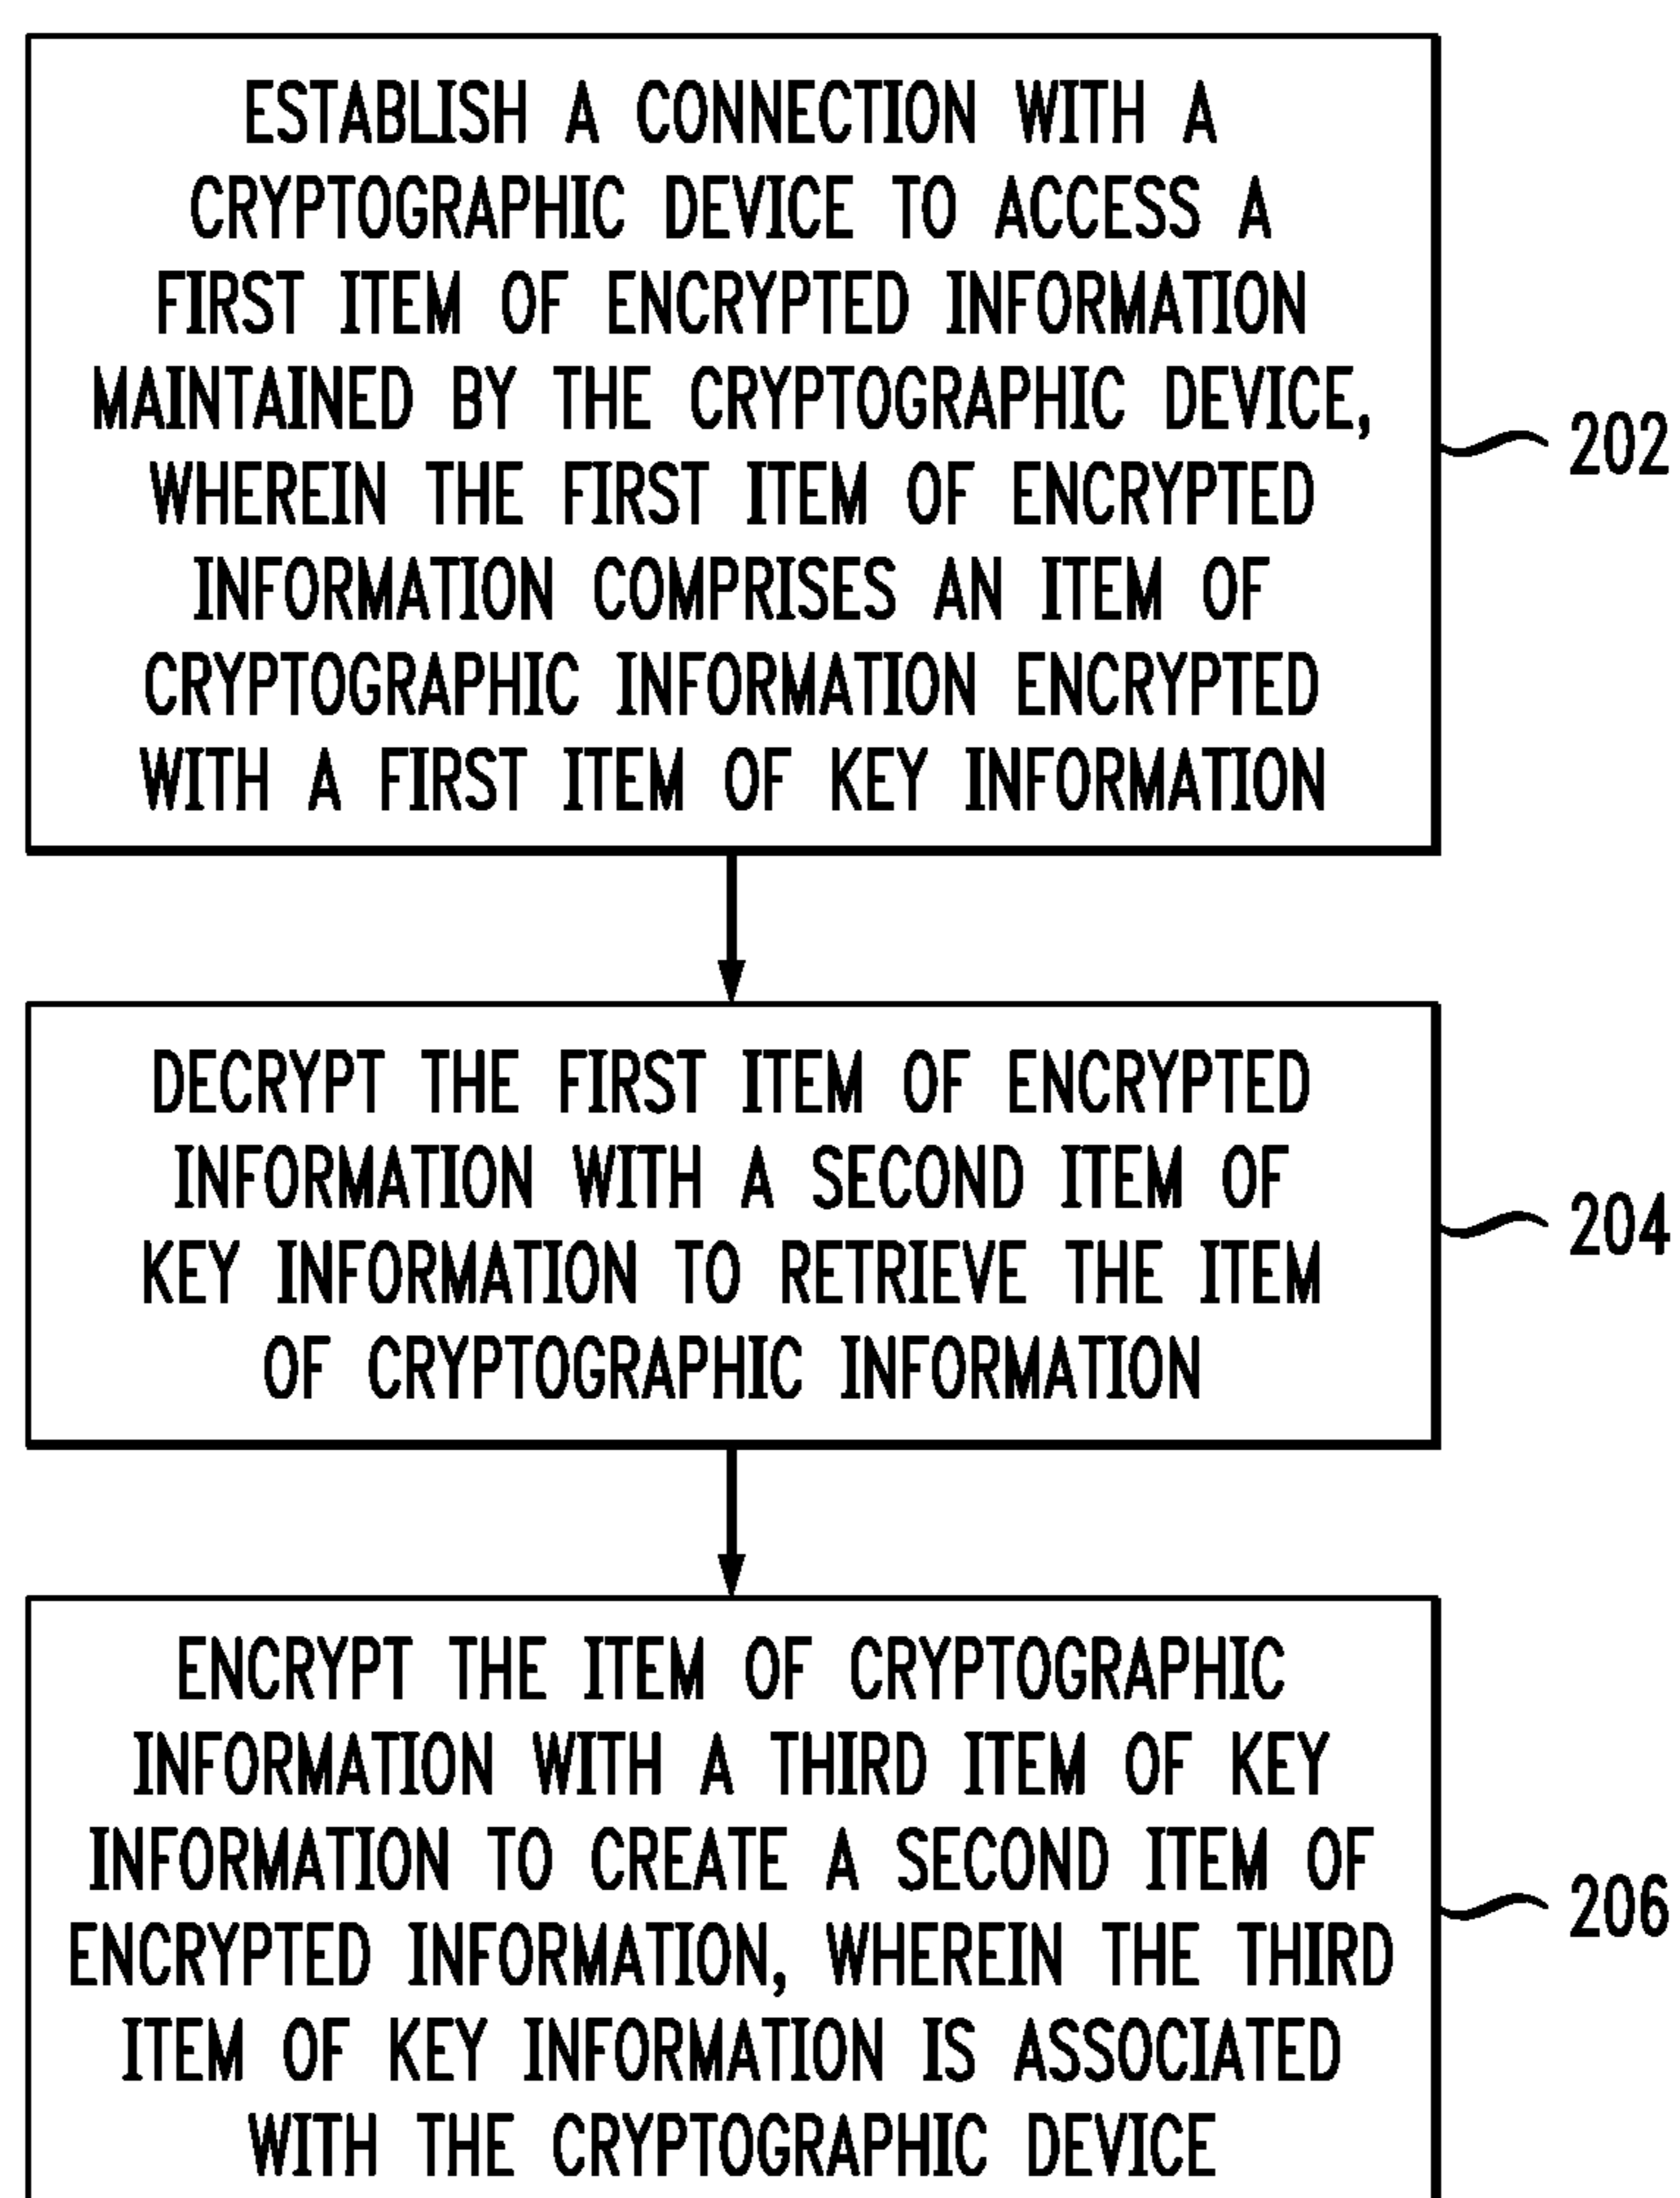 ESTABLISH A CONNECTION WITH A
CRYPTOGRAPHIC DEVICE TO ACCESS A
FIRST ITEM OF ENCRYPTED INFORMATION
MAINTAINED BY THE CRYPTOGRAPHIC DEVICE,
WHEREIN THE FIRST ITEM OF ENCRYPTED
INFORMATION COMPRISES AN ITEM OF
CRYPTOGRAPHIC INFORMATION ENCRYPTED
WITH A FIRST ITEM OF KEY INFORMATION
202
DECRYPT THE FIRST ITEM OF ENCRYPTED
INFORMATION WITH A SECOND ITEM OF
KEY INFORMATION TO RETRIEVE THE ITEM
OF CRYPTOGRAPHIC INFORMATION
204
ENCRYPT THE ITEM OF CRYPTOGRAPHIC
INFORMATION WITH A THIRD ITEM OF KEY
INFORMATION TO CREATE A SECOND ITEM OF
ENCRYPTED INFORMATION, WHEREIN THE THIRD
ITEM OF KEY INFORMATION IS ASSOCIATED
WITH THE CRYPTOGRAPHIC DEVICE
206